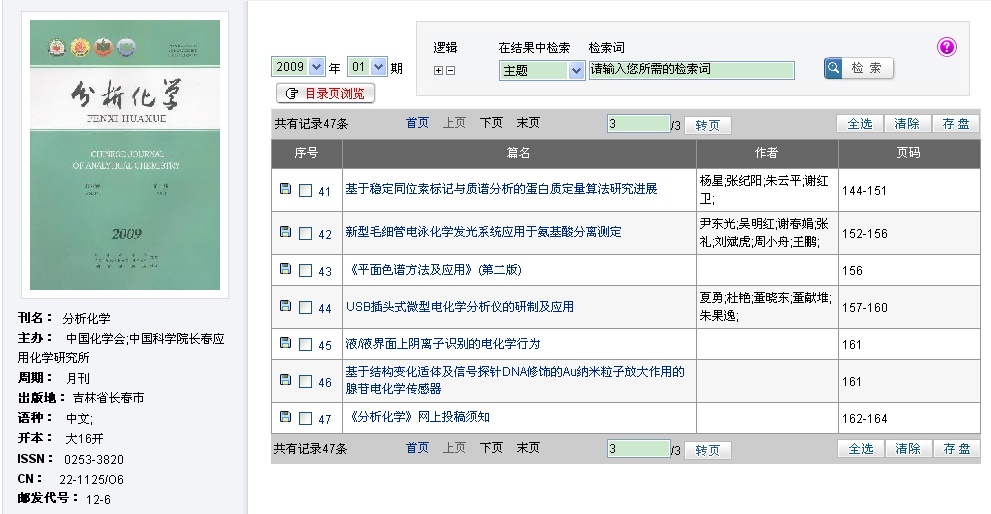 分析化学
FENXI HUAXUE
CHINESE JOURNAL
OF ANALYTICAL CHEMISTRY
2009
刊名： 分析化学
主办： 中国化学会;中国科学院长春应
用化学研究所
周期： 月刊
出版地： 吉林省长春市
语种： 中文;
开本： 大16开
ISSN： 0253-3820
CN： 22-1125/O6
邮发代号： 12-6
2009 年 01 期
目录页浏览
逻辑 在结果中检索 检索词
主题 请输入您所需的检索词 检 索
?
共有记录47条 首页 上页 下页 末页 3 /3 转页 全选 清除 存盘
序号 篇名 作者 页码
41 基于稳定同位素标记与质谱分析的蛋白质定量算法研究进展 杨星;张纪阳;朱云平;谢红
卫; 144-151
42 新型毛细管电泳化学发光系统应用于氨基酸分离测定 尹东光;吴明红;谢春娟;张
礼;刘斌虎;周小舟;王鹏; 152-156
43 《平面色谱方法及应用》(第二版) 156
44 USB插头式微型电化学分析仪的研制及应用 夏勇;杜艳;董晓东;董献堆;
朱果逸; 157-160
45 液/液界面上阴离子识别的电化学行为 161
46 基于结构变化适体及信号探针DNA修饰的Au纳米粒子放大作用的
腺苷电化学传感器 161
47 《分析化学》网上投稿须知 162-164
共有记录47条 首页 上页 下页 末页 3 /3 转页 全选 清除 存盘